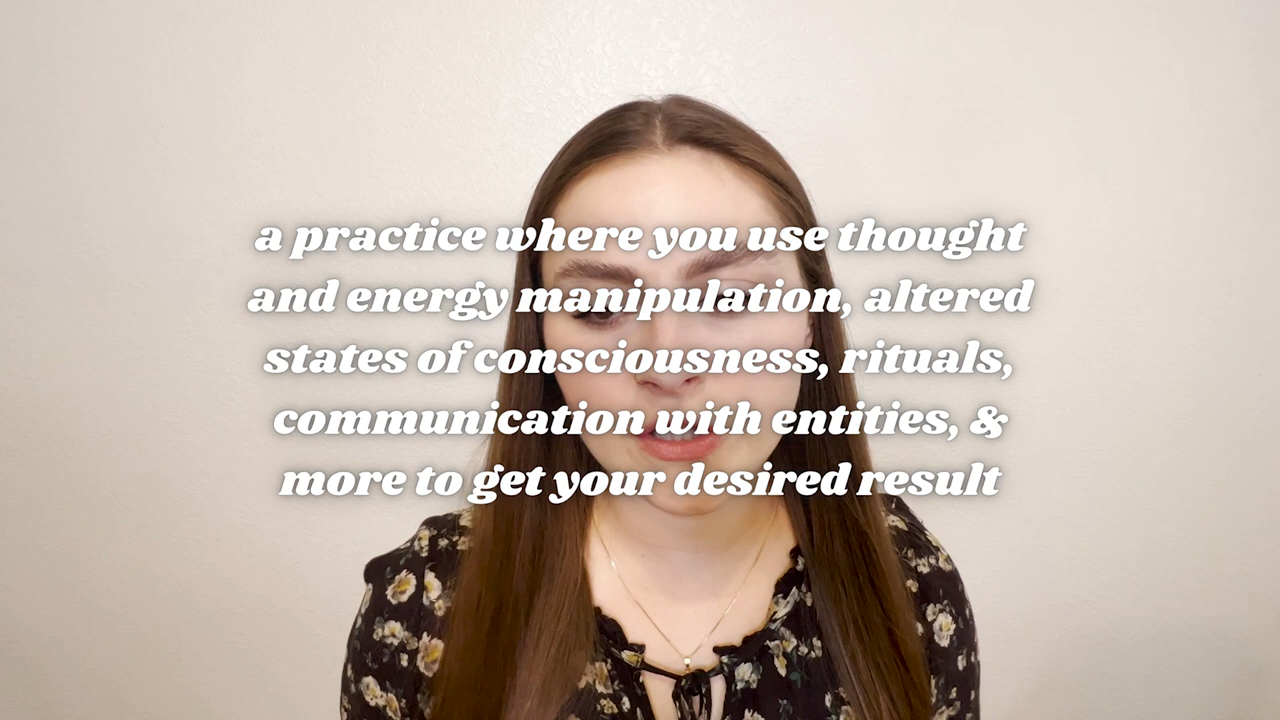 a practice where you use thought
and energy manipulation, altered
states of consciousness, rituals,
communication with entities, &
more to get your desired result